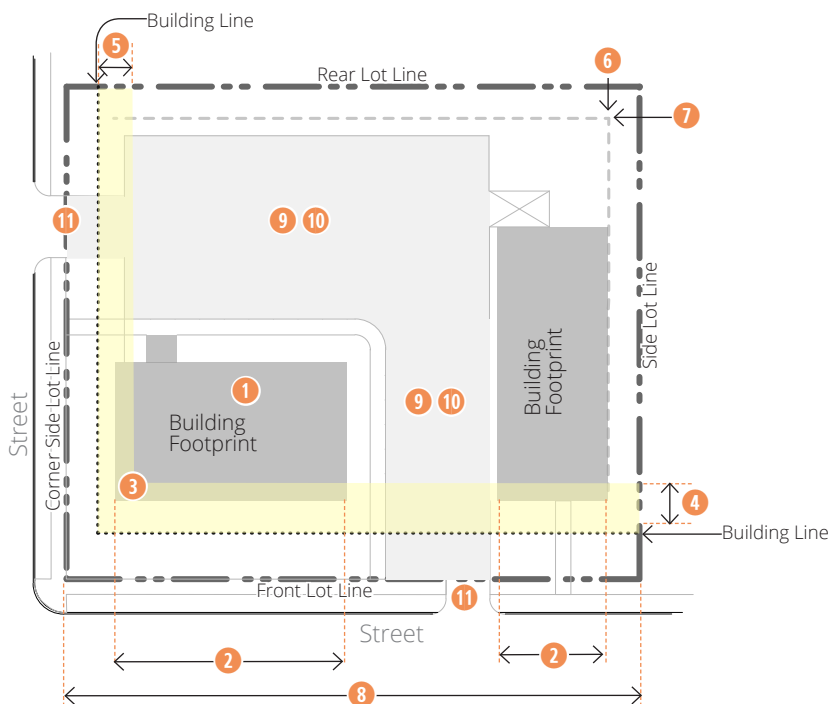 Building Line
5
Rear Lot Line
6
7
11
9 10
Side Lot Line
Building
Footprint
1
9 10
Building
Footprint
Street
Corner Side Lot Line
3
4
Building Line
Front Lot Line
11
Street
2
2
8